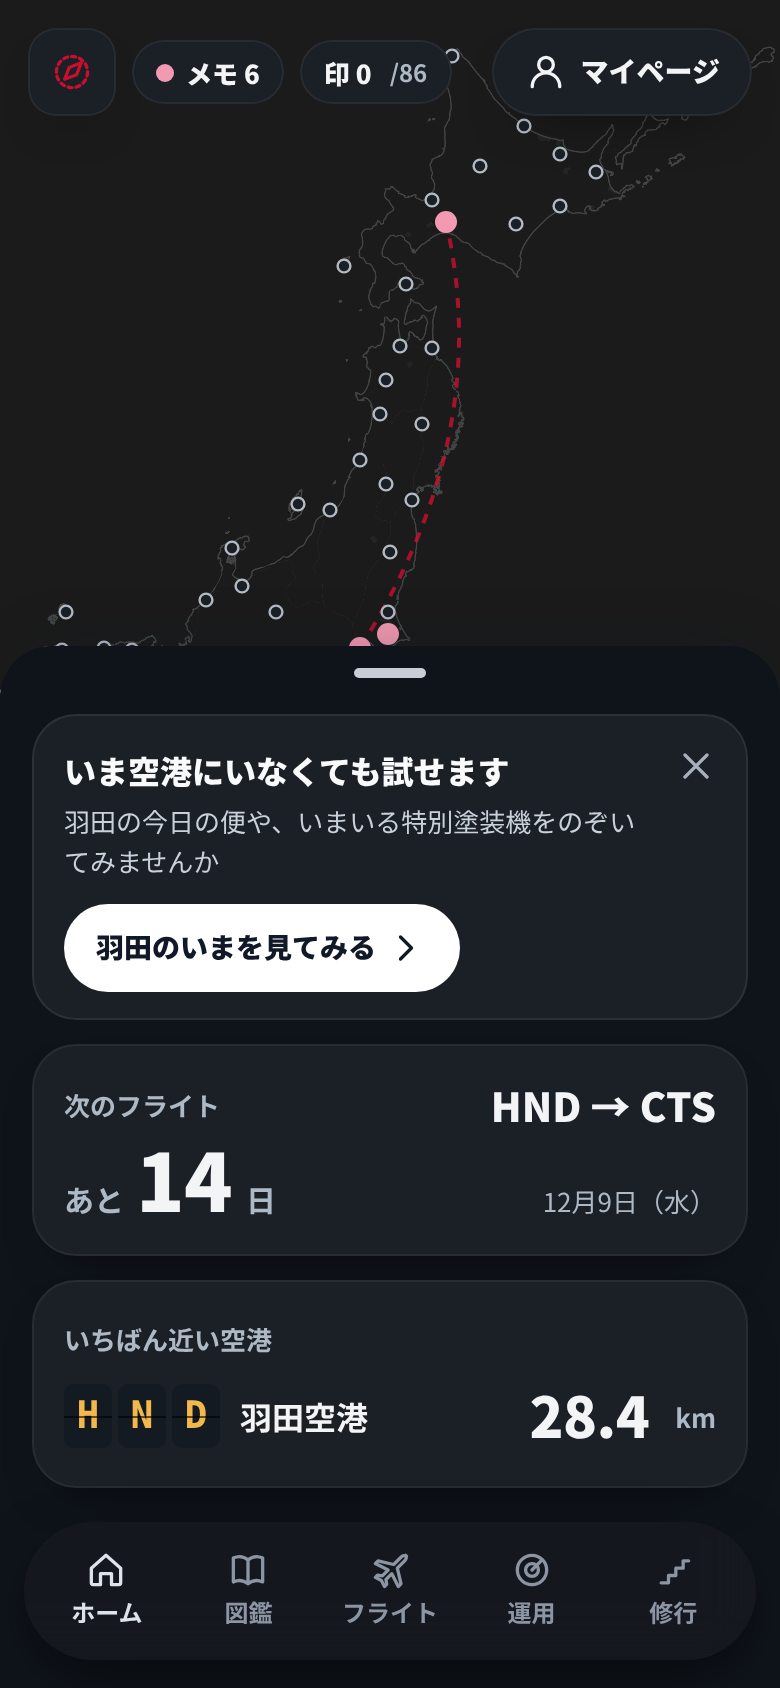 メモ 6
印 0 /86
マイページ
いま空港にいなくても試せます
羽田の今日の便や、いまいる特別塗装機をのぞい
てみませんか
羽田のいまを見てみる
次のフライト
HND → CTS
あと 14 日
12月9日（水）
いちばん近い空港
HND 羽田空港
28.4 km
ホーム
図鑑
フライト
運用
修行